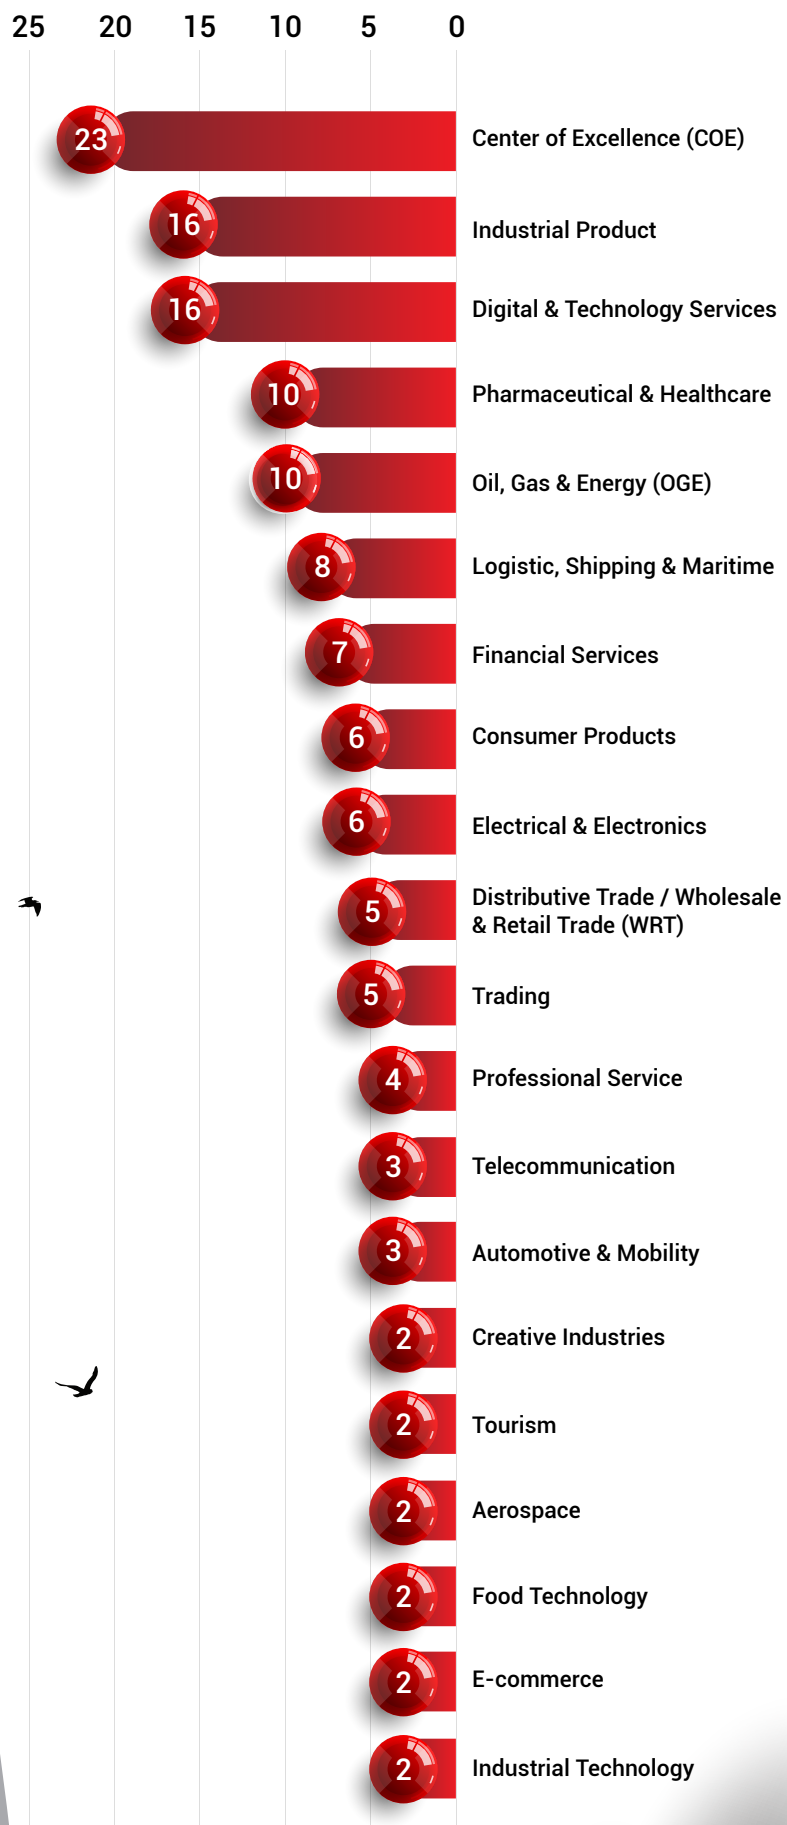 25 20 15 10 5 0
23 Center of Excellence (COE)
16 Industrial Product
16 Digital & Technology Services
10 Pharmaceutical & Healthcare
10 Oil, Gas & Energy (OGE)
8 Logistic, Shipping & Maritime
7 Financial Services
6 Consumer Products
6 Electrical & Electronics
5 Distributive Trade / Wholesale
& Retail Trade (WRT)
5 Trading
4 Professional Service
3 Telecommunication
3 Automotive & Mobility
2 Creative Industries
2 Tourism
2 Aerospace
2 Food Technology
2 E-commerce
2 Industrial Technology